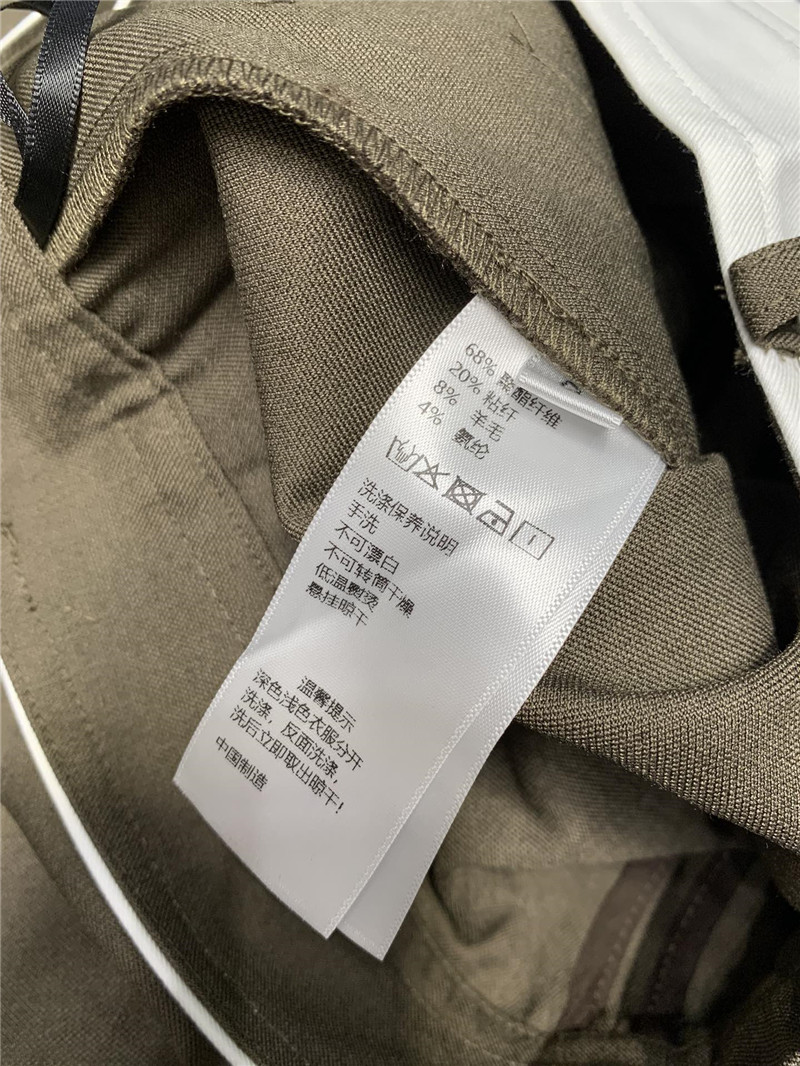 68% 聚酯纤维
20% 粘纤
8% 羊毛
4% 氨纶
洗涤保养说明
手洗
不可漂白
不可转筒干燥
低温熨烫
悬挂晾干
温馨提示
深色浅色衣服分开
洗涤，反面洗涤，
洗后立即取出晾干！
中国制造